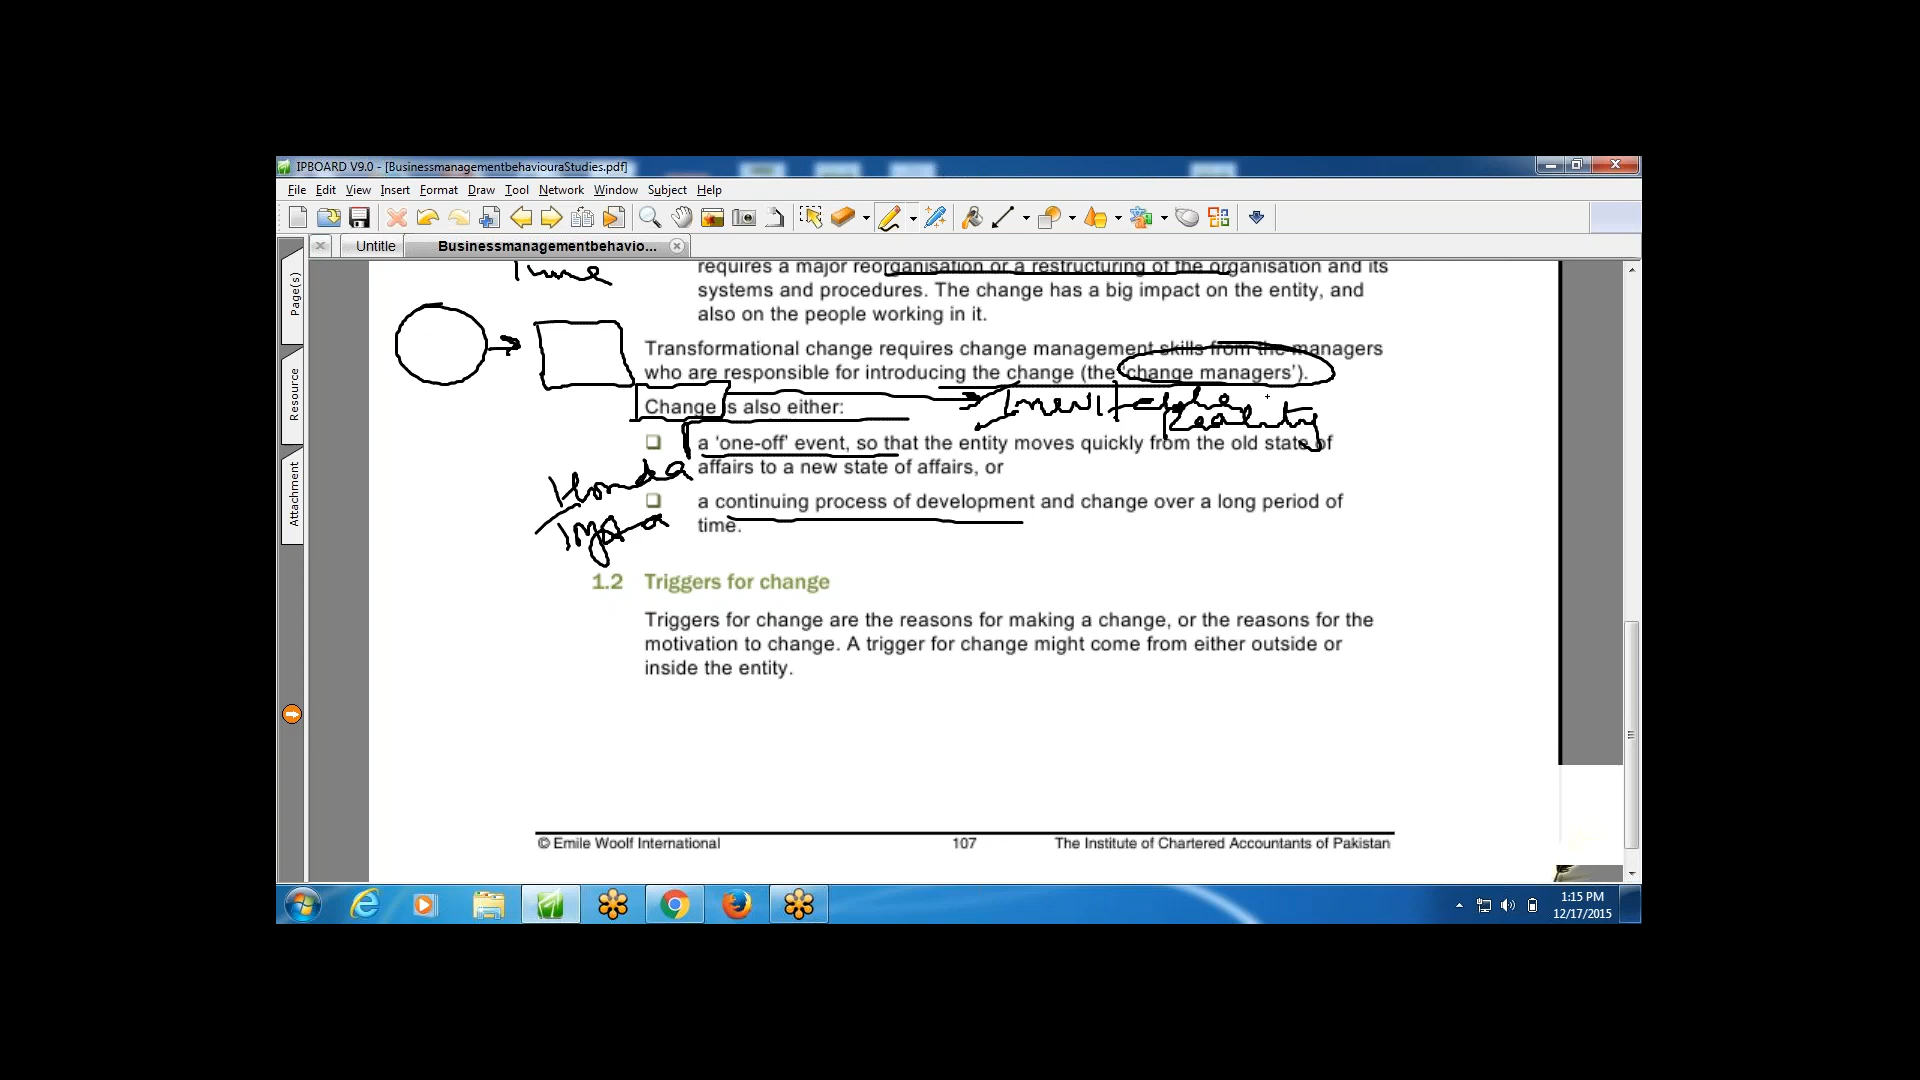 IPBOARD V9.0 - [BusinessmanagementbehaviouraStudies.pdf]
File Edit View Insert Format Draw Tool Network Window Subject Help
Untitle Businessmanagementbehavio...
Page(s)
Resource
Attachment
Time
requires a major reorganisation or a restructuring of the organisation and its
systems and procedures. The change has a big impact on the entity, and
also on the people working in it.
Transformational change requires change management skills from the managers
who are responsible for introducing the change (the 'change managers').
Change is also either:
❑ a 'one-off' event, so that the entity moves quickly from the old state of
affairs to a new state of affairs, or
Honda
❑ a continuing process of development and change over a long period of
time.
1.2 Triggers for change
Triggers for change are the reasons for making a change, or the reasons for the
motivation to change. A trigger for change might come from either outside or
inside the entity.
© Emile Woolf International 107 The Institute of Chartered Accountants of Pakistan
1:15 PM
12/17/2015